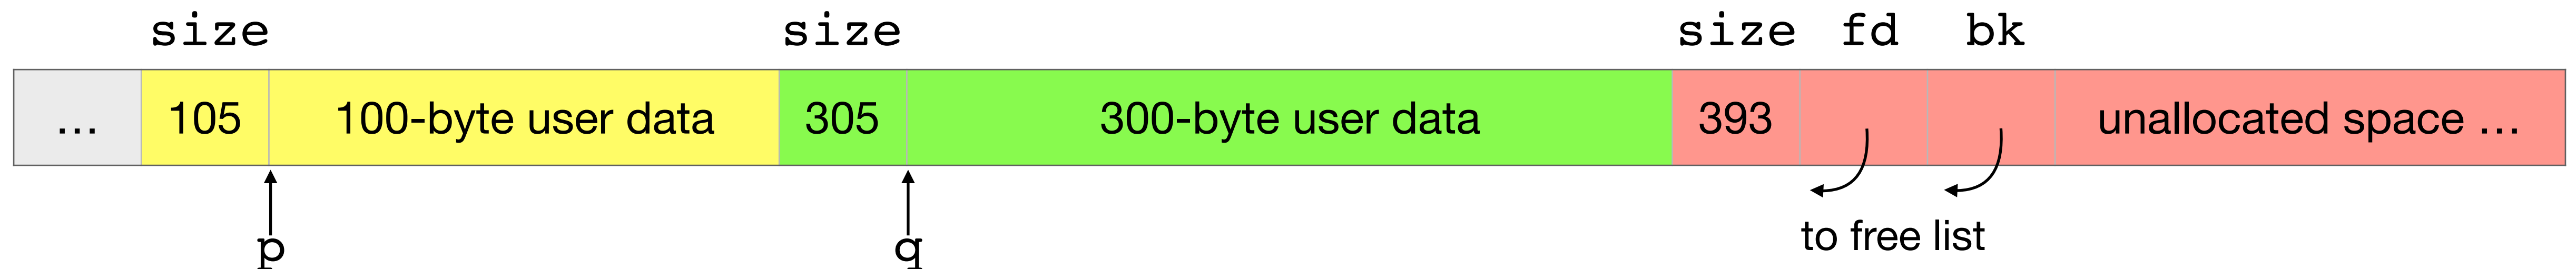 size size size fd bk
... 105 100-byte user data 305 300-byte user data 393 unallocated space ...
to free list
p q